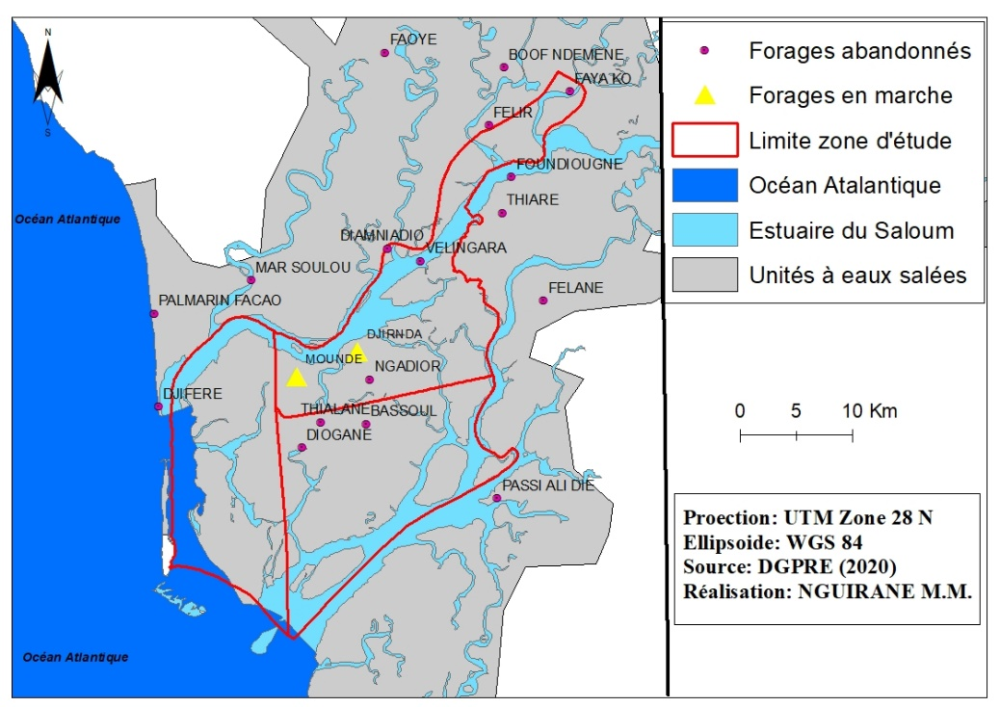 N
S
FAOYE
BOOF NDEMENE
FAYA KO
FELIR
FOUNDIOUGNE
THIARE
Océan Atlantique
DIAMNIADIO
VELINGARA
MAR SOULOU
FELANE
PALMARIN FACAO
DJIRNDA
MOUNDE
NGADIOR
DJIFERE
THIALANE
BASSOUL
DIOGANE
PASSI ALI DIE
Océan Atlantique
Forages abandonnés
Forages en marche
Limite zone d'étude
Océan Atalantique
Estuaire du Saloum
Unités à eaux salées
0 5 10 Km
Proection: UTM Zone 28 N
Ellipsoide: WGS 84
Source: DGPRE (2020)
Réalisation: NGUIRANE M.M.